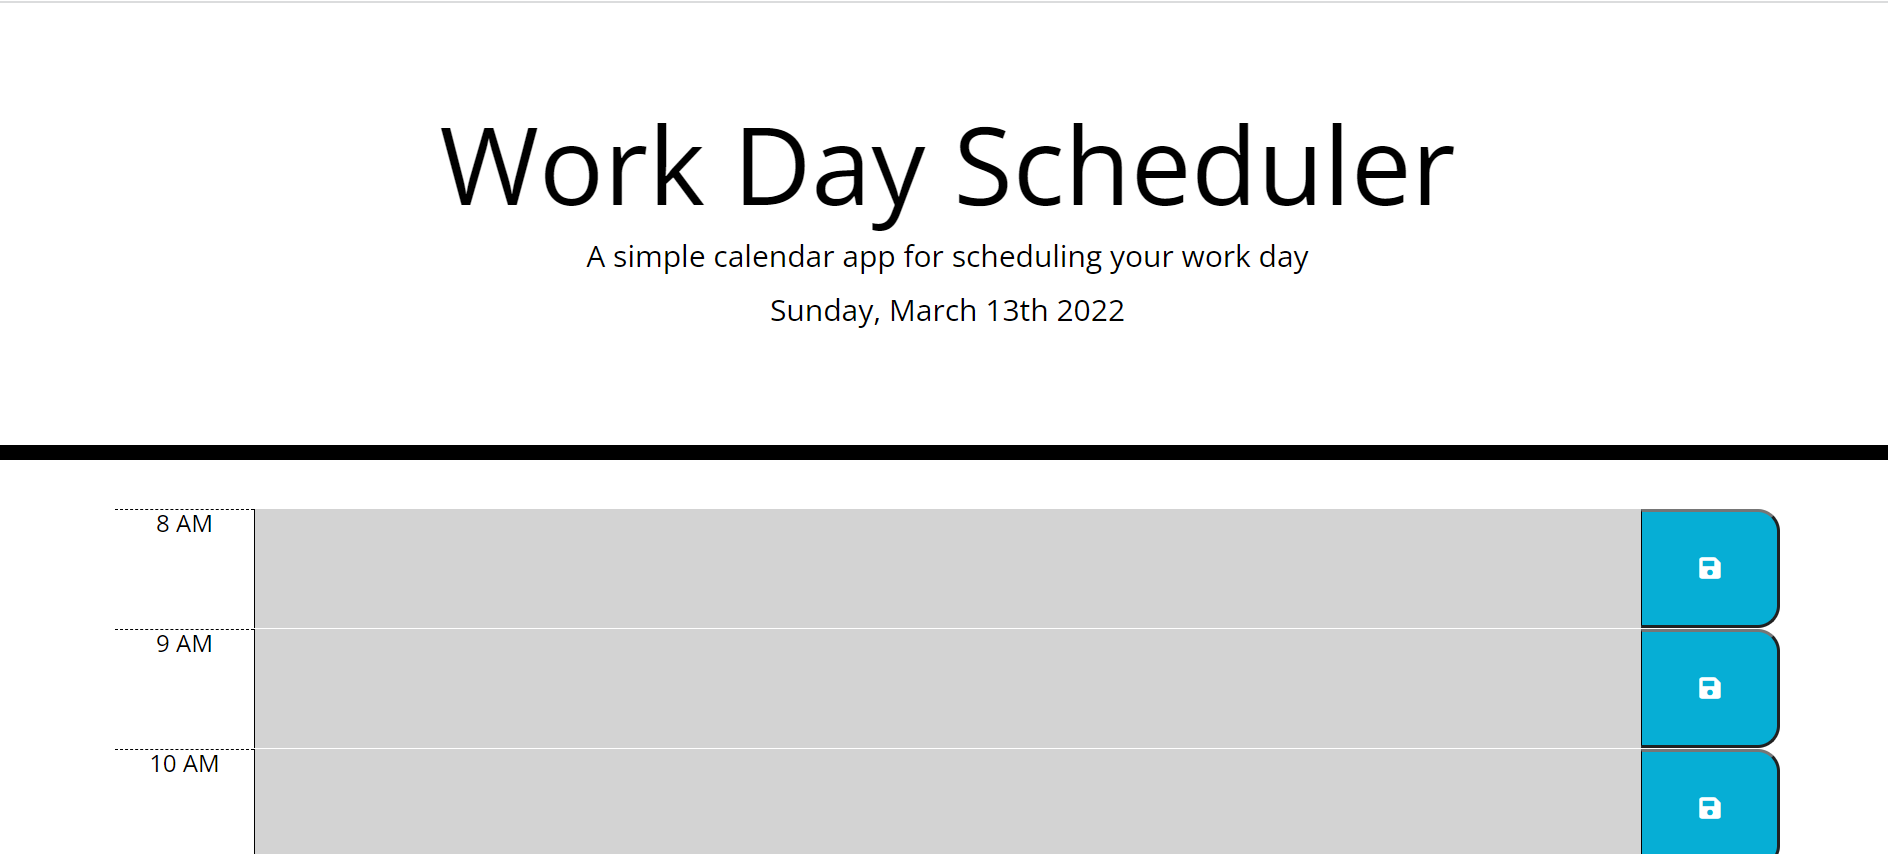 Work Day Scheduler
A simple calendar app for scheduling your work day
Sunday, March 13th 2022
8 AM
9 AM
10 AM